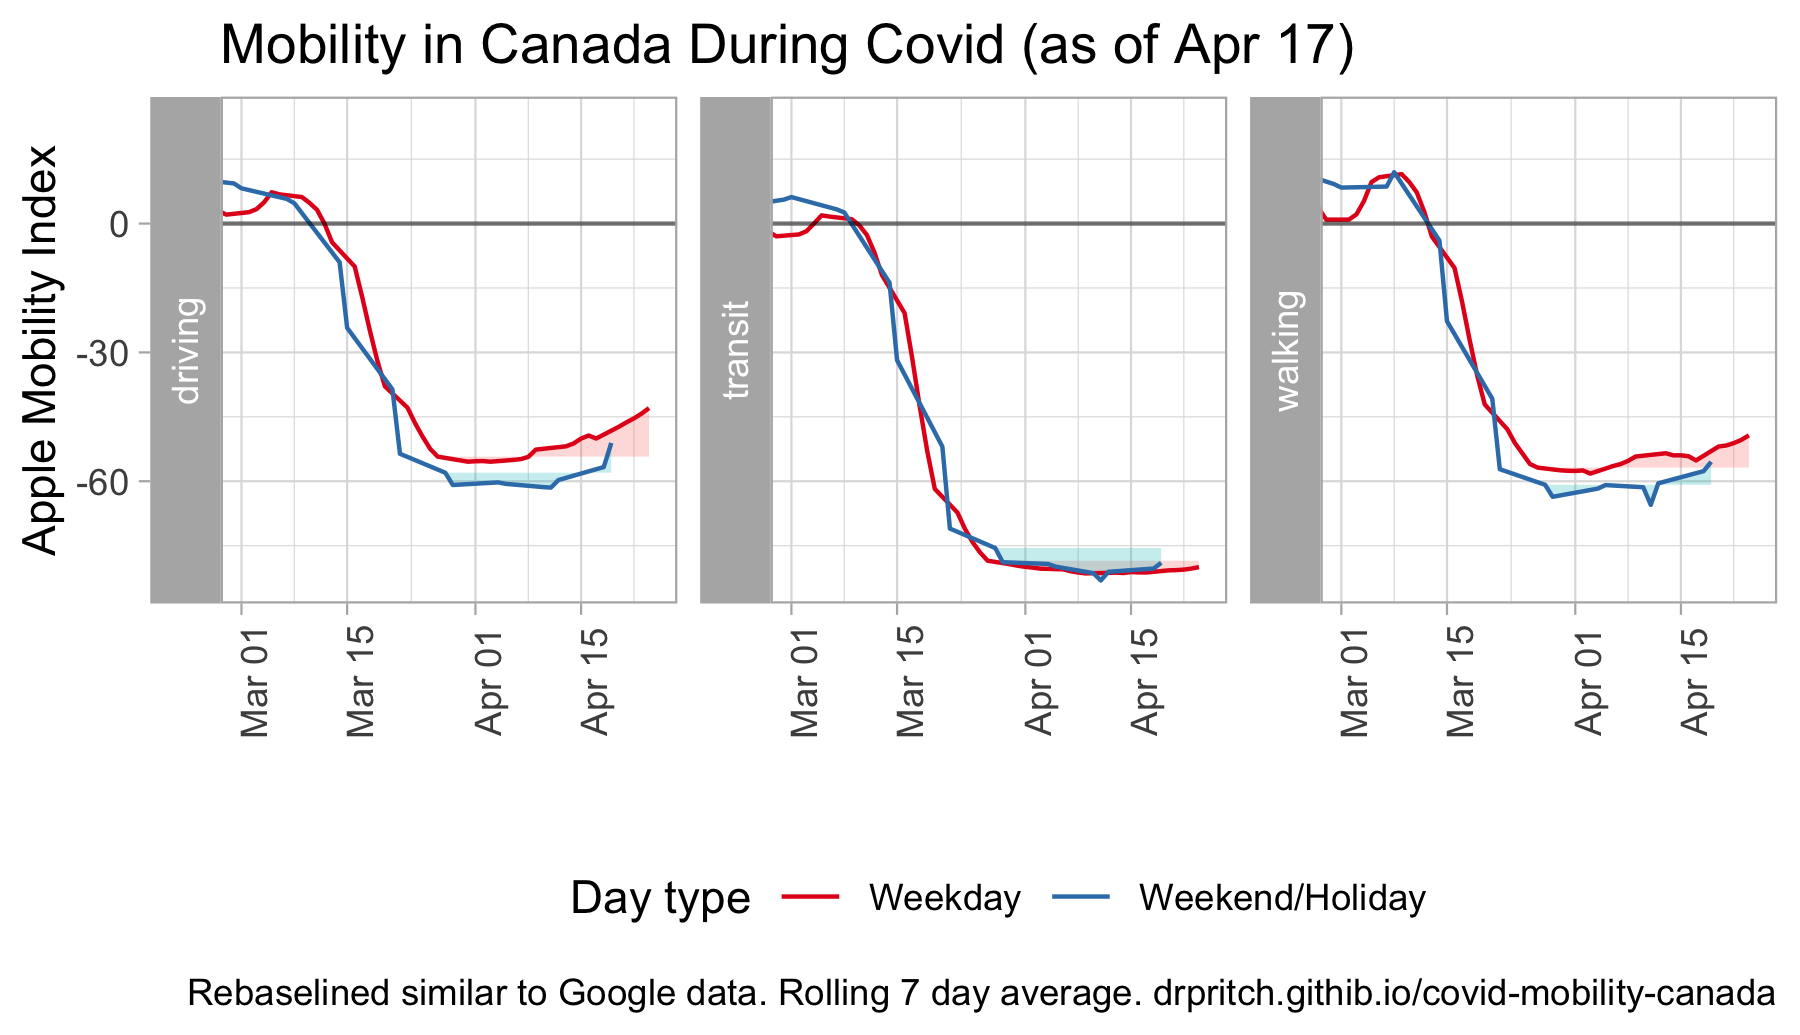 Mobility in Canada During Covid (as of Apr 17)
Apple Mobility Index
0
-30
-60
driving
transit
walking
Mar 01
Mar 15
Apr 01
Apr 15
Mar 01
Mar 15
Apr 01
Apr 15
Mar 01
Mar 15
Apr 01
Apr 15
Day type Weekday Weekend/Holiday
Rebaselined similar to Google data. Rolling 7 day average. drpritch.githib.io/covid-mobility-canada